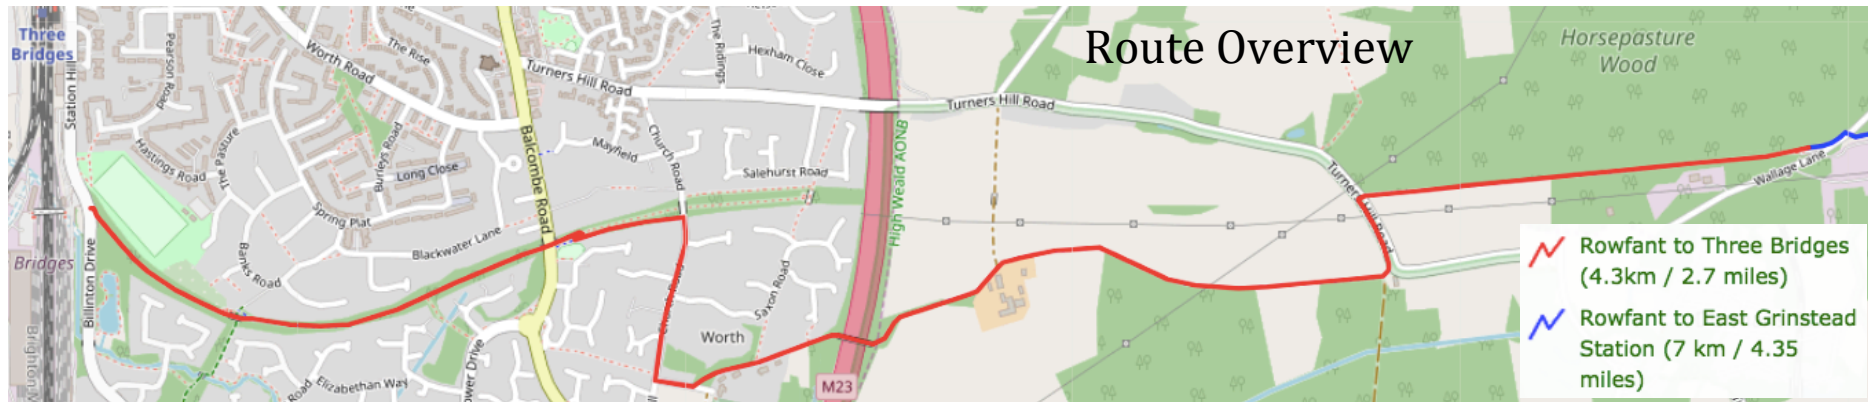 Route Overview
Three
Bridges
Station Hill
Pearson Road
Worth Road
The Rise
The Ridings
Hexham Close
Turners Hill Road
Turners Hill Road
Horsepasture
Wood
Hastings Road
The Pasture
Burleys Road
Long Close
Balcombe Road
Mayfield
Church Road
Salehurst Road
High Weald AONB
Wallage Lane
Spring Plat
Blackwater Lane
Banks Road
Billinton Drive
Bridges
Saxon Road
Church Road
Worth
Elizabethan Way
Road
M23
Rowfant to Three Bridges
(4.3km / 2.7 miles)
Rowfant to East Grinstead
Station (7 km / 4.35
miles)